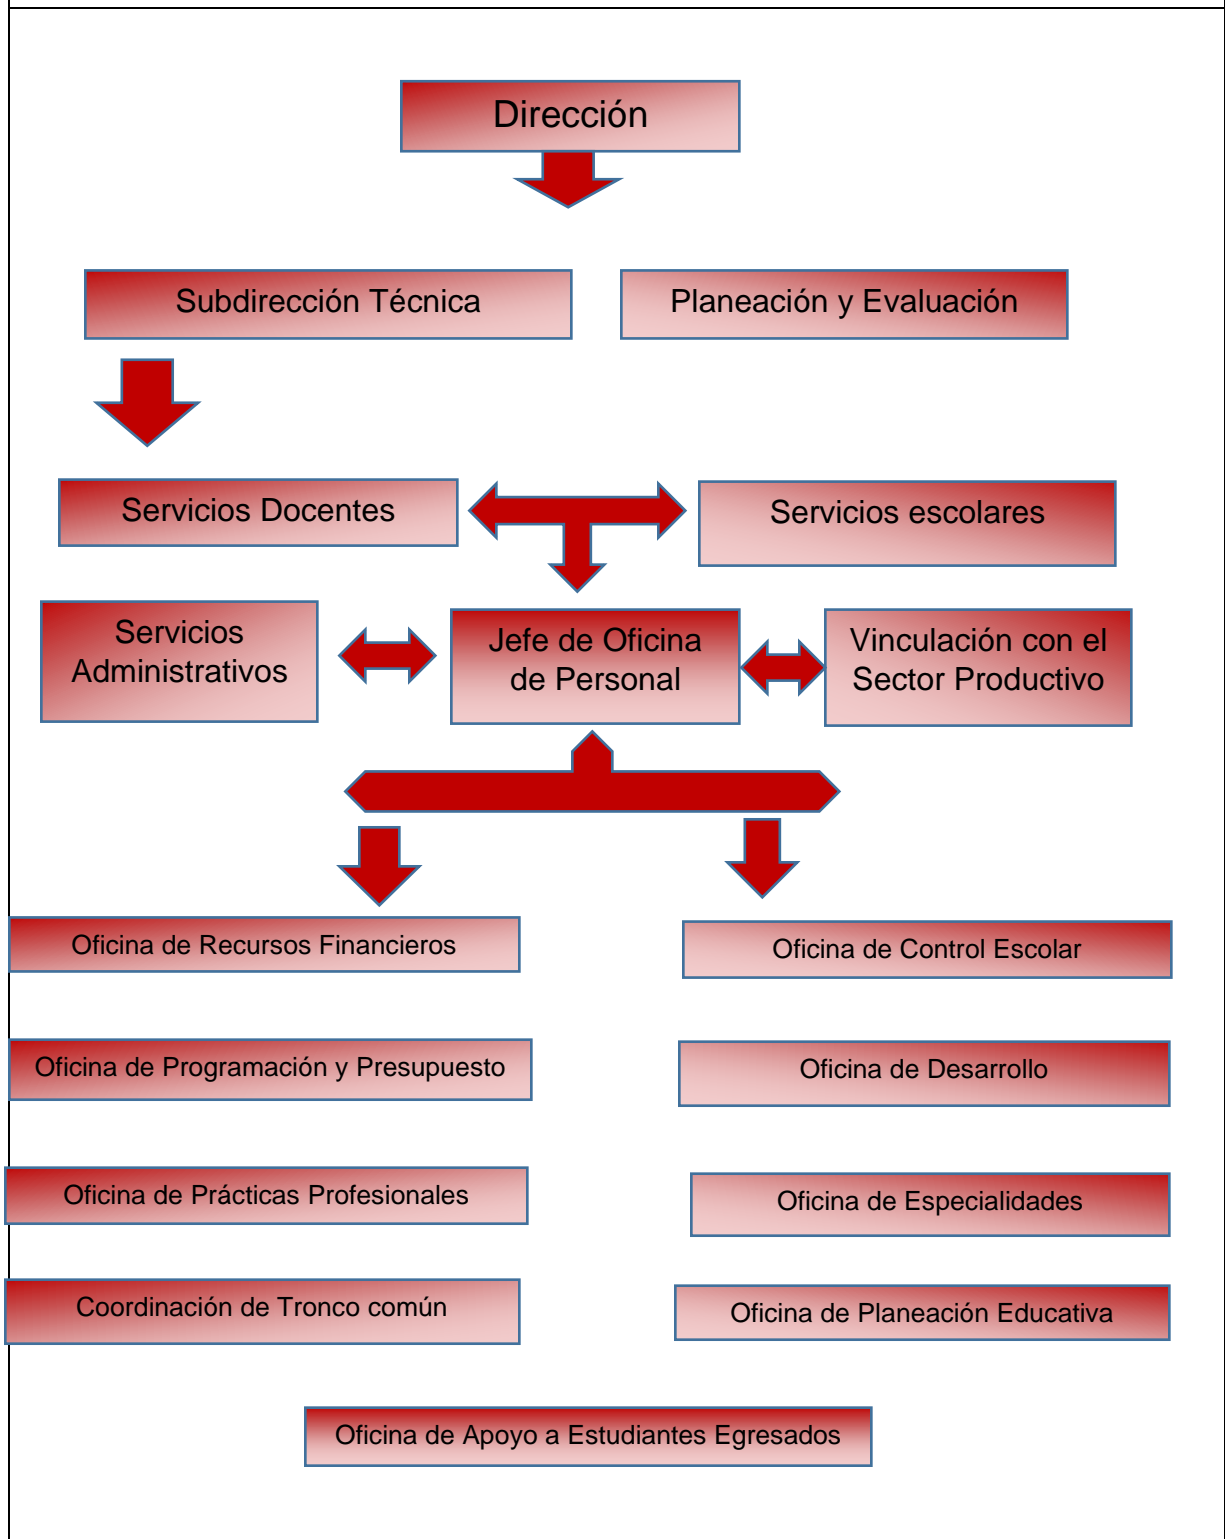 Dirección
Subdirección Técnica
Planeación y Evaluación
Servicios Docentes
Servicios escolares
Servicios
Administrativos
Jefe de Oficina
de Personal
Vinculación con el
Sector Productivo
Oficina de Recursos Financieros
Oficina de Control Escolar
Oficina de Programación y Presupuesto
Oficina de Desarrollo
Oficina de Prácticas Profesionales
Oficina de Especialidades
Coordinación de Tronco común
Oficina de Planeación Educativa
Oficina de Apoyo a Estudiantes Egresados